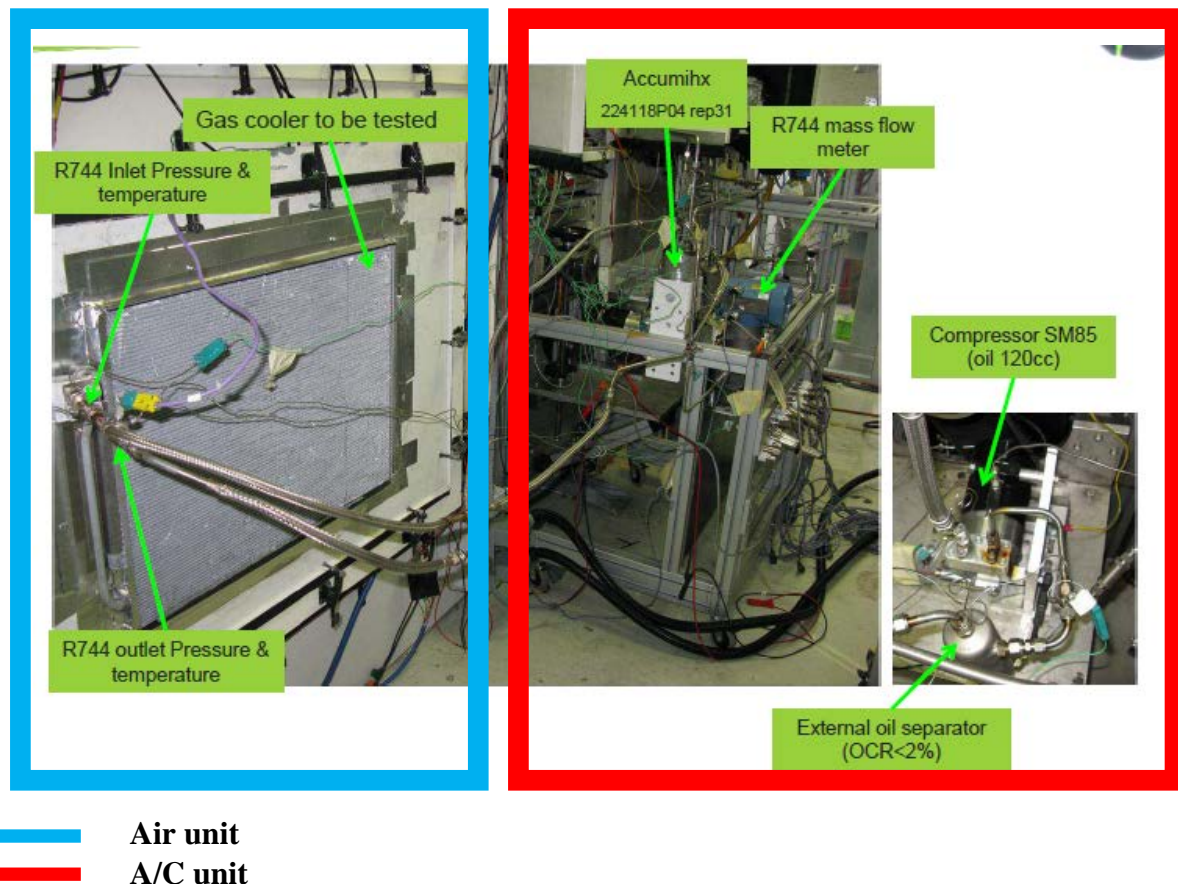 Gas cooler to be tested
R744 Inlet Pressure &
temperature
R744 outlet Pressure &
temperature
Accumihx
224118P04 rep31
R744 mass flow
meter
Compressor SM85
(oil 120cc)
External oil separator
(OCR<2%)
Air unit
A/C unit